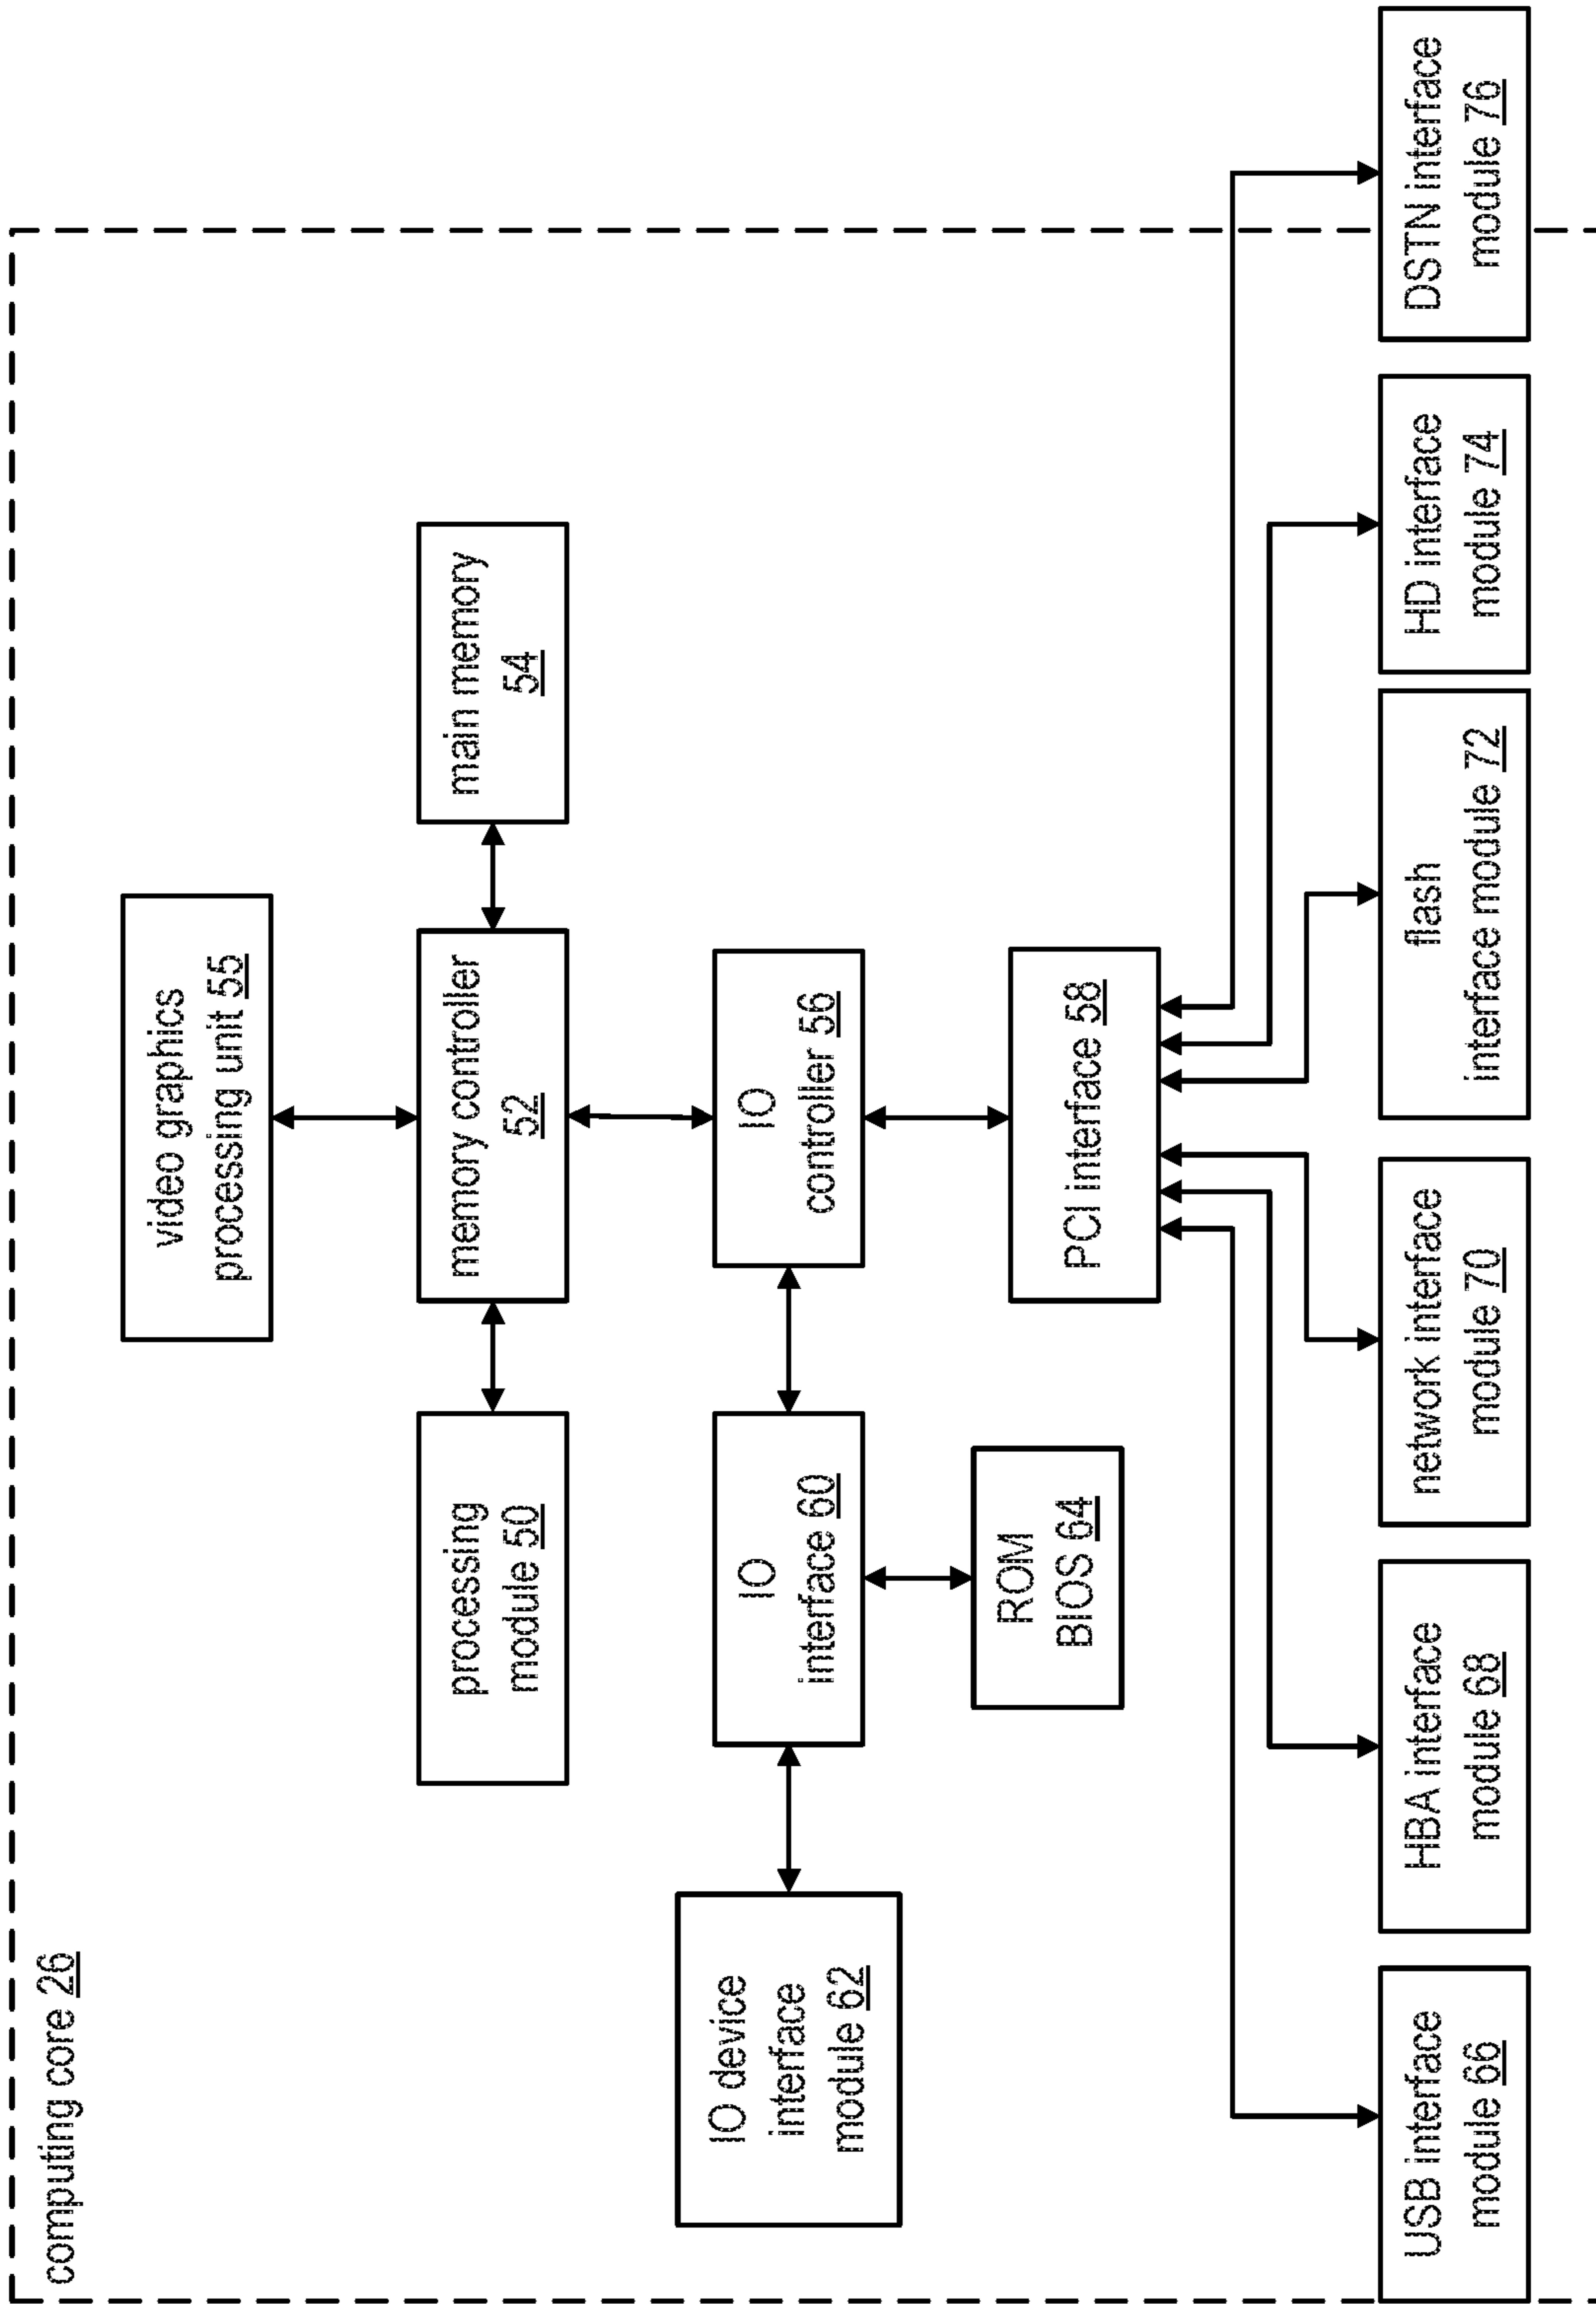 computing core 26
video graphics
processing unit 55
processing
module 50
memory controller
52
main memory
54
IO device
interface
module 62
IO
interface 60
IO
controller 56
ROM
BIOS 64
PCI interface 58
USB interface
module 66
HBA interface
module 68
network interface
module 70
flash
interface module 72
HD interface
module 74
DSTN interface
module 76